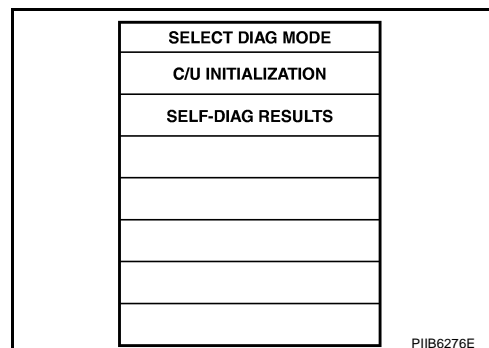 SELECT DIAG MODE
C/U INITIALIZATION
SELF-DIAG RESULTS
PIIB6276E